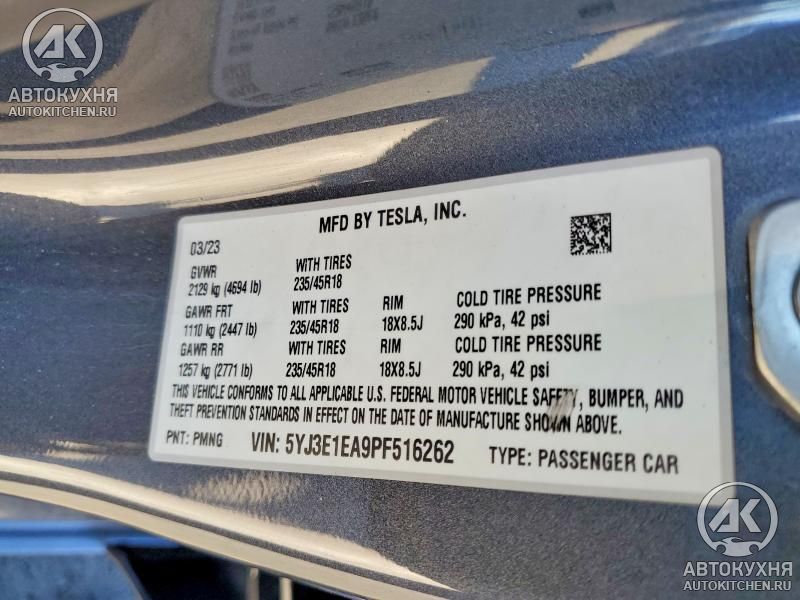 AK
АВТОКУХНЯ
AUTOKITCHEN.RU
MFD BY TESLA, INC.
03/23
GVWR WITH TIRES
2129 kg (4694 lb) 235/45R18
GAWR FRT WITH TIRES RIM COLD TIRE PRESSURE
1110 kg (2447 lb) 235/45R18 18X8.5J 290 kPa, 42 psi
GAWR RR WITH TIRES RIM COLD TIRE PRESSURE
1257 kg (2771 lb) 235/45R18 18X8.5J 290 kPa, 42 psi
THIS VEHICLE CONFORMS TO ALL APPLICABLE U.S. FEDERAL MOTOR VEHICLE SAFETY, BUMPER, AND
THEFT PREVENTION STANDARDS IN EFFECT ON THE DATE OF MANUFACTURE SHOWN ABOVE.
PNT: PMNG VIN: 5YJ3E1EA9PF516262 TYPE: PASSENGER CAR
AK
АВТОКУХНЯ
AUTOKITCHEN.RU